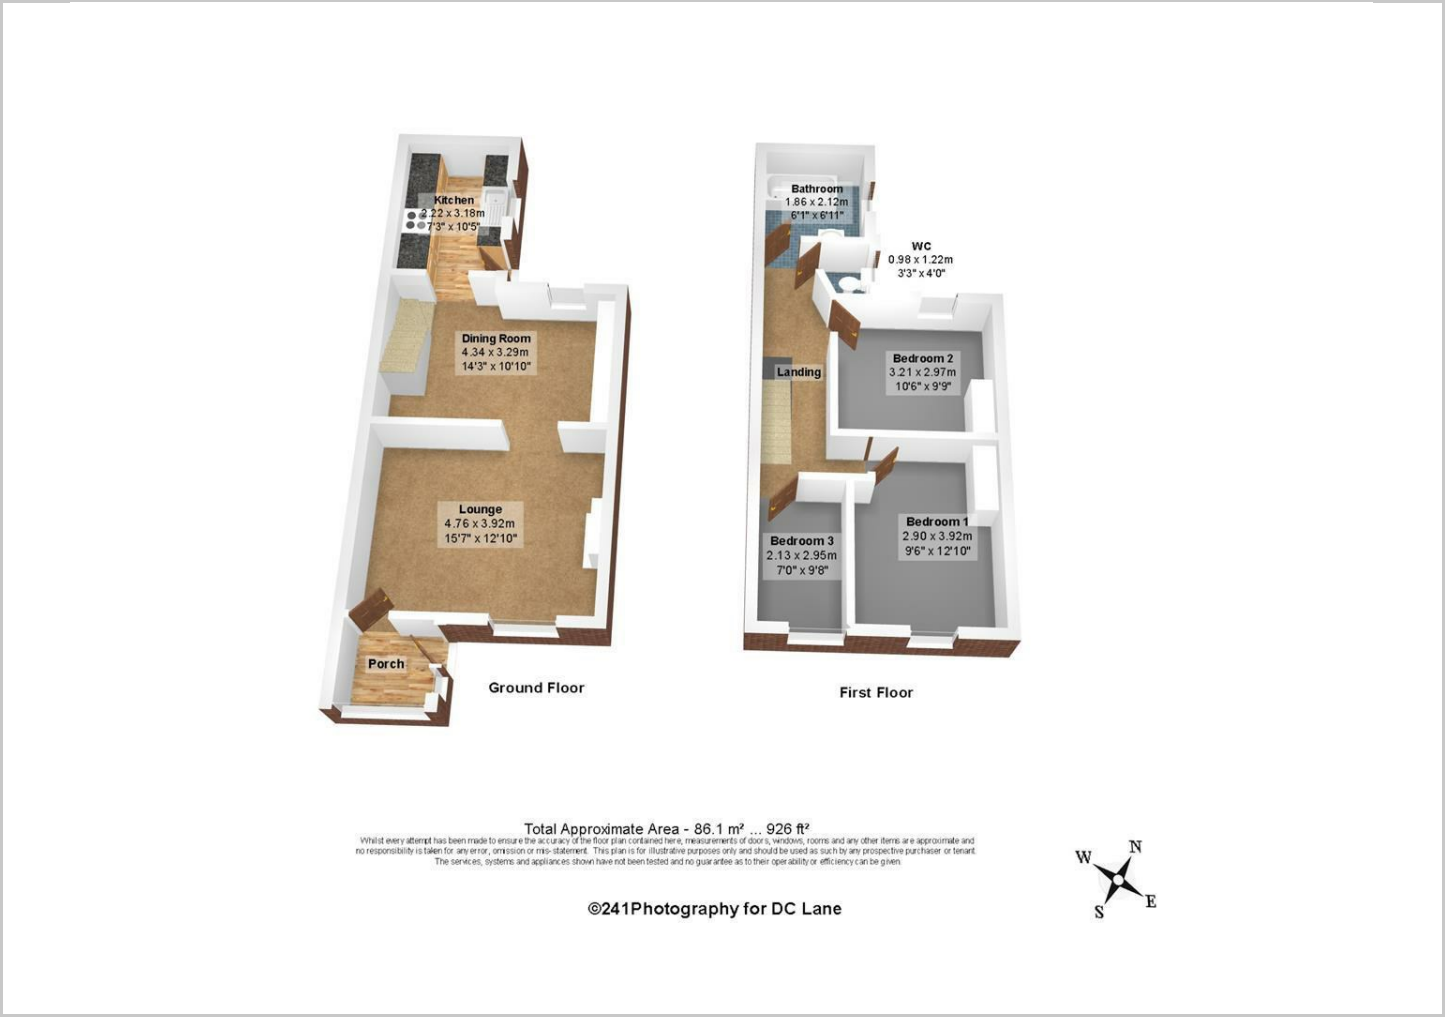 Kitchen
2.22 x 3.18m
7'3" x 10'5"
Dining Room
4.34 x 3.29m
14'3" x 10'10"
Lounge
4.76 x 3.92m
15'7" x 12'10"
Porch
Ground Floor
Bathroom
1.86 x 2.12m
6'1" x 6'11"
WC
0.98 x 1.22m
3'3" x 4'0"
Bedroom 2
3.21 x 2.97m
10'6" x 9'9"
Landing
Bedroom 1
2.90 x 3.92m
9'6" x 12'10"
Bedroom 3
2.13 x 2.95m
7'0" x 9'8"
First Floor
Total Approximate Area - 86.1 m² ... 926 ft²
Whilst every attempt has been made to ensure the accuracy of the floor plan contained here, measurements of doors, windows, rooms and any other items are approximate and
no responsibility is taken for any error, omission or mis-statement. This plan is for illustrative purposes only and should be used as such by any prospective purchaser or tenant.
The services, systems and appliances shown have not been tested and no guarantee as to their operability or efficiency can be given
©241Photography for DC Lane
N
W
E
S